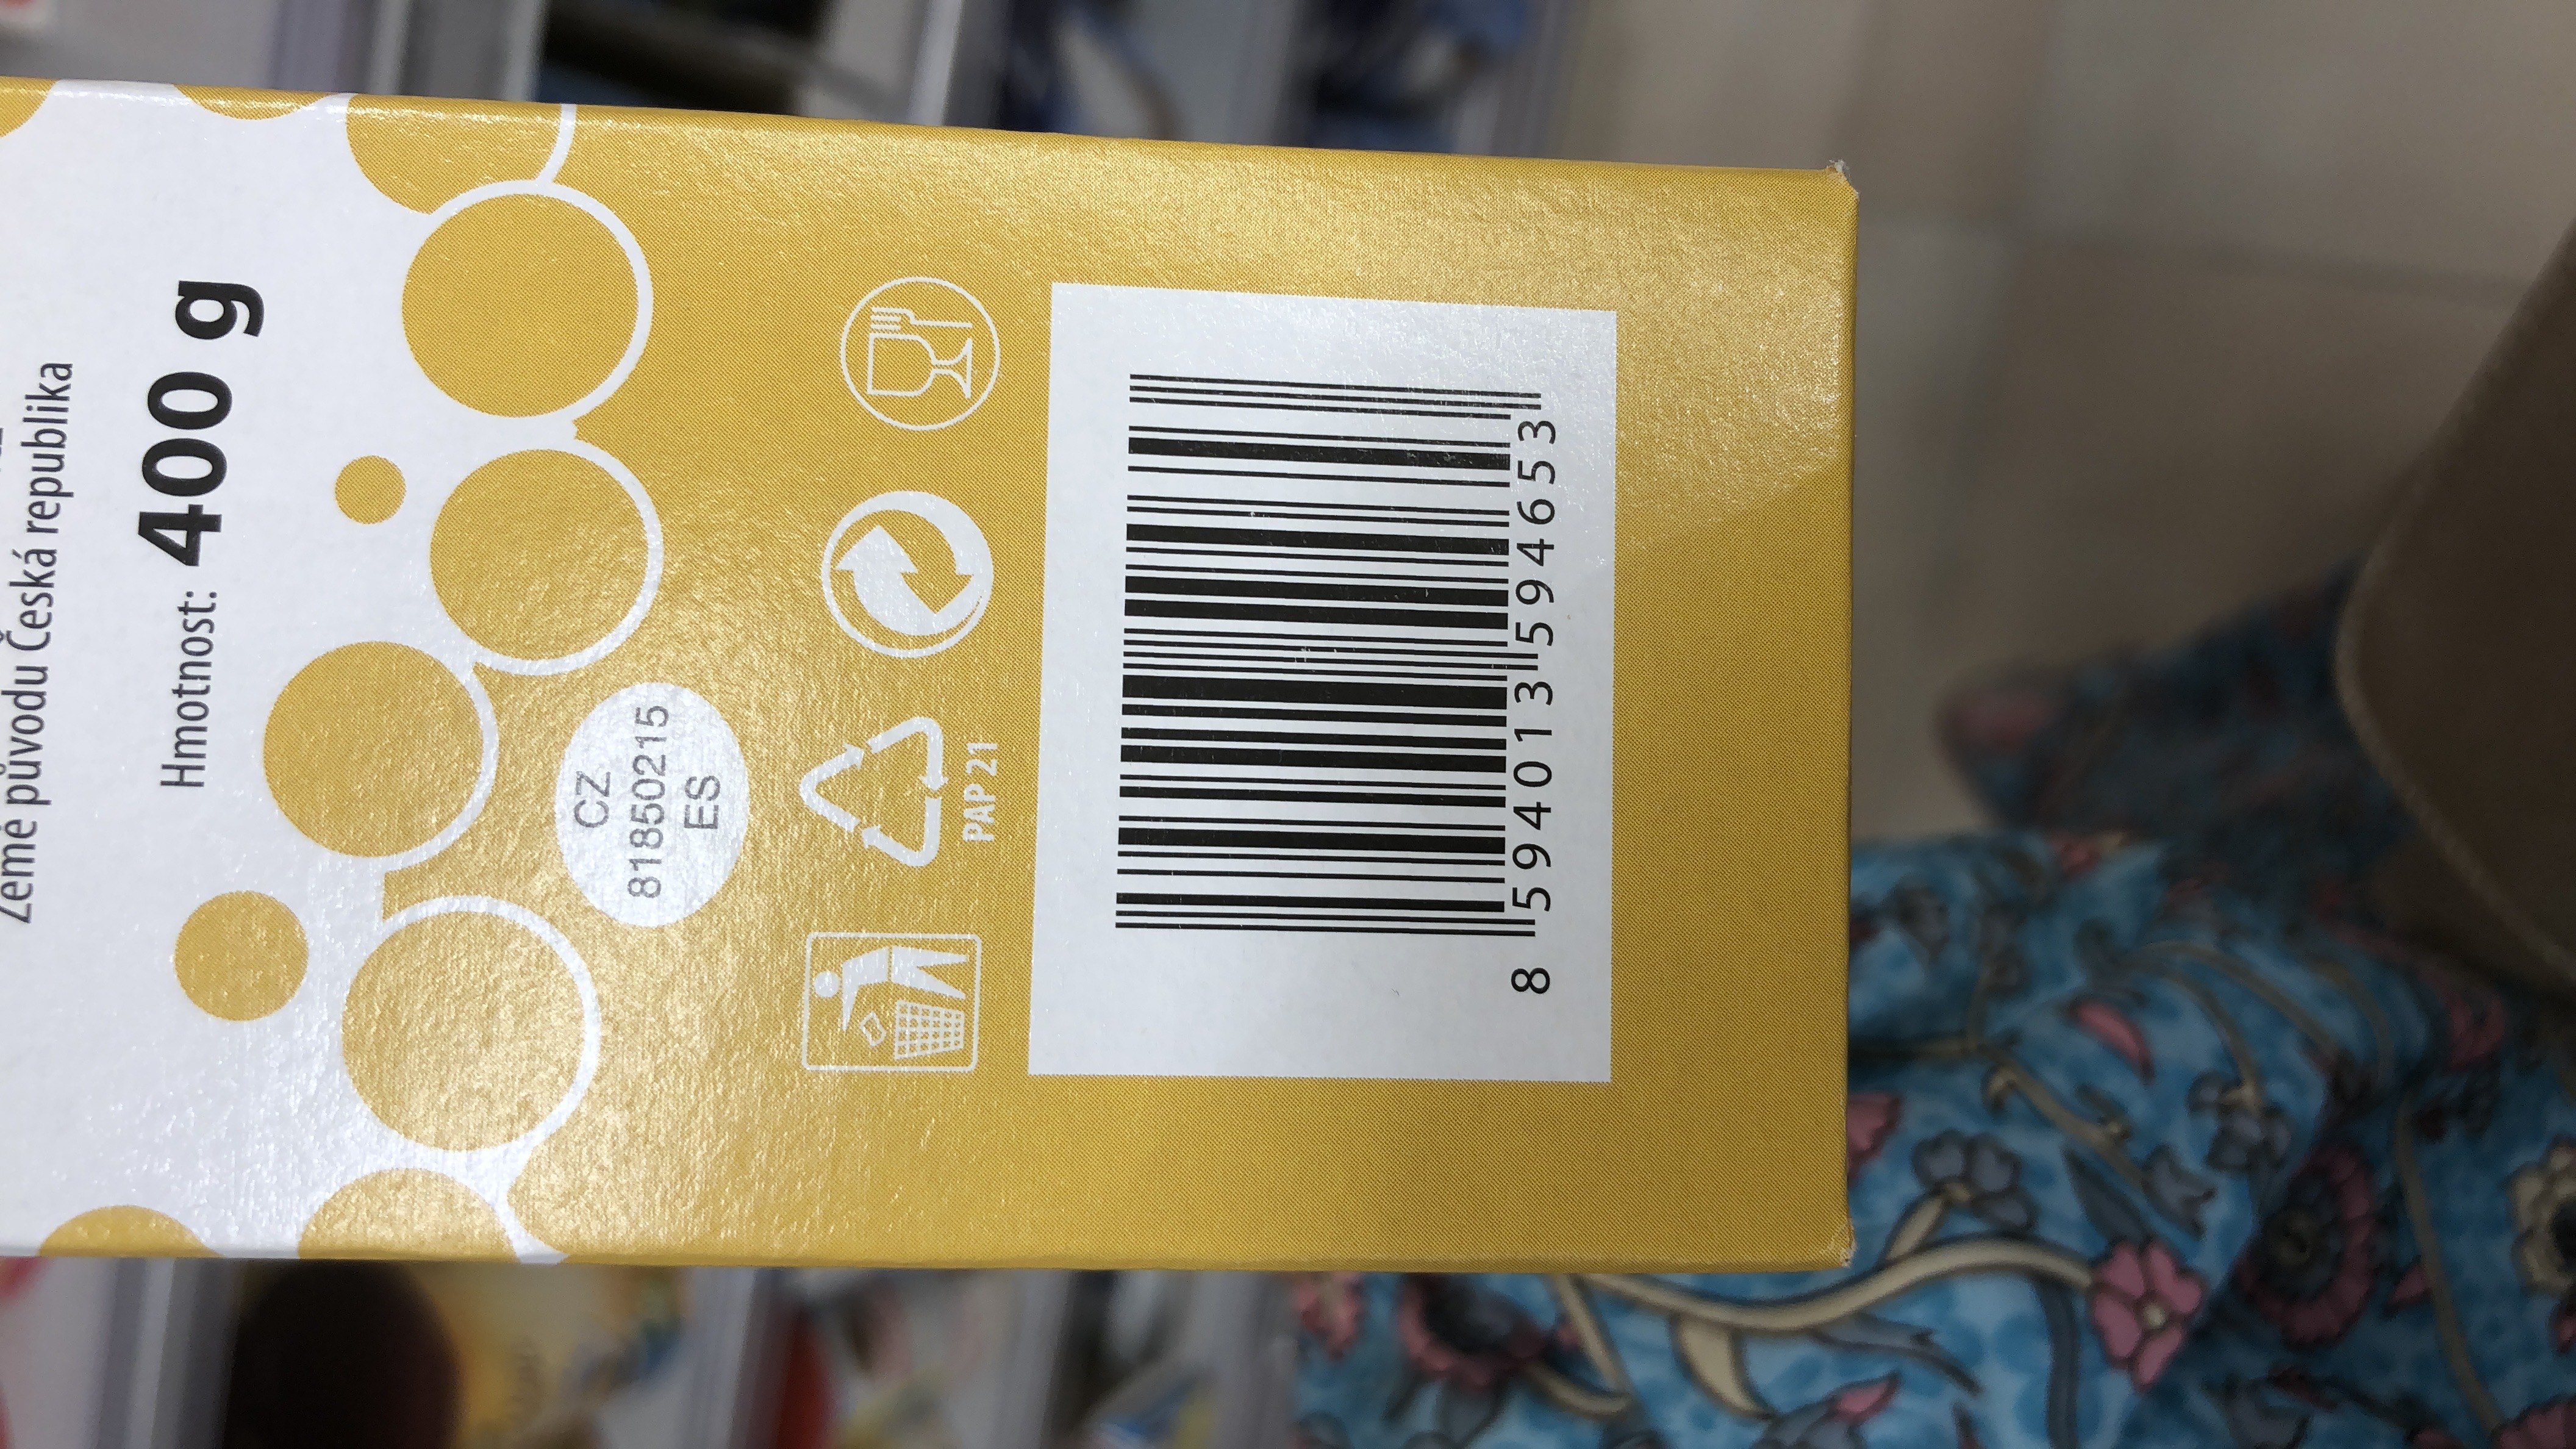 Země původu Česká republika
Hmotnost: 400 g
CZ
81850215
ES
PAP 21
8 594013 594653